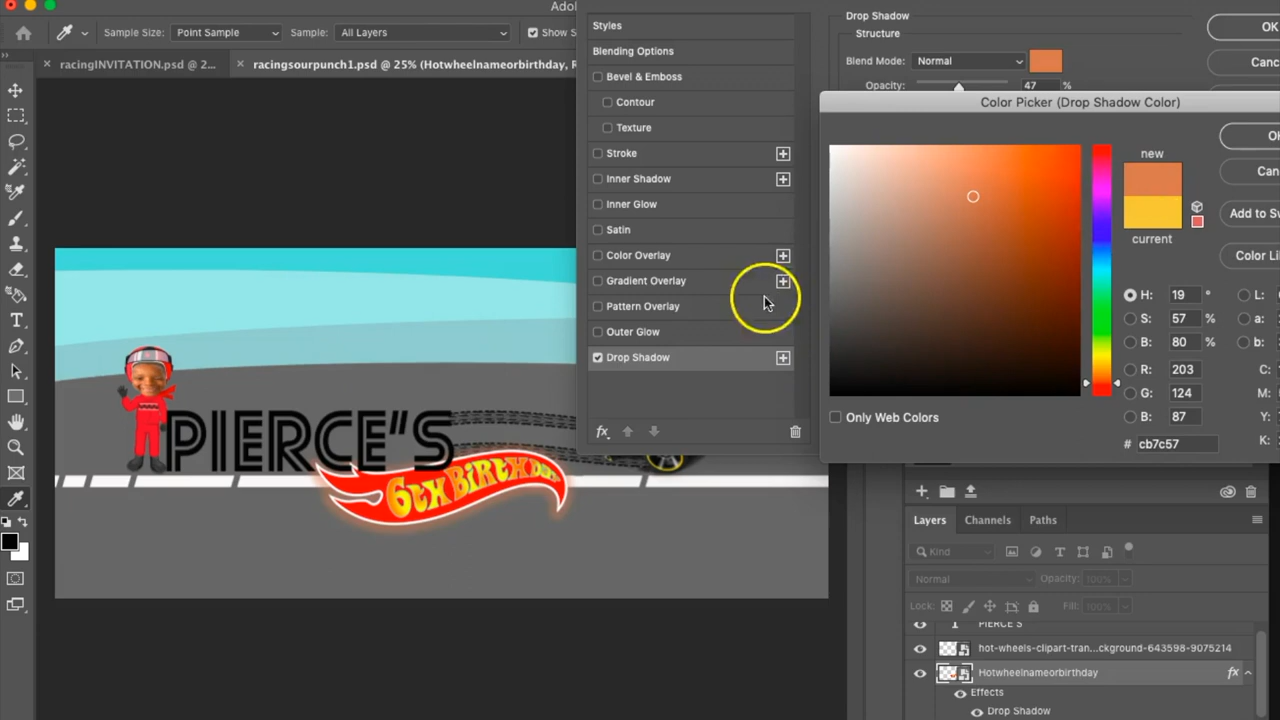 Adob
Sample Size: Point Sample Sample: All Layers Show S
× racingINVITATION.psd @ 2... × racingsourpunch1.psd @ 25% (Hotwheelnameorbirthday, R
Styles
Blending Options
Bevel & Emboss
Contour
Texture
Stroke
Inner Shadow
Inner Glow
Satin
Color Overlay
Gradient Overlay
Pattern Overlay
Outer Glow
Drop Shadow
fx
Drop Shadow
Structure
Blend Mode: Normal
Opacity: 47 %
OK
Canc
Color Picker (Drop Shadow Color)
new
current
OK
Can
Add to Sw
Color Li
H: 19 ° L:
S: 57 % a:
B: 80 % b:
R: 203 C:
G: 124 M:
B: 87 Y:
# cb7c57 K:
Only Web Colors
PIERCE'S
6TH BIRTHDAY
Layers Channels Paths
Kind
Normal Opacity: 100%
Lock: Fill: 100%
PIERCE'S
hot-wheels-clipart-tran...ckground-643598-9075214
Hotwheelnameorbirthday fx
Effects
Drop Shadow